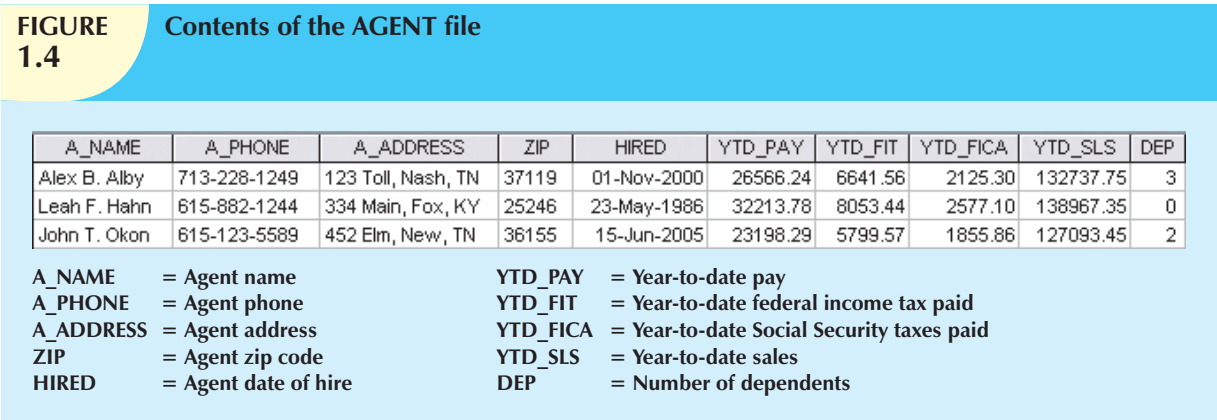 FIGURE 1.4
Contents of the AGENT file
A_NAME A_PHONE A_ADDRESS ZIP HIRED YTD_PAY YTD_FIT YTD_FICA YTD_SLS DEP
Alex B. Alby 713-228-1249 123 Toll, Nash, TN 37119 01-Nov-2000 26566.24 6641.56 2125.30 132737.75 3
Leah F. Hahn 615-882-1244 334 Main, Fox, KY 25246 23-May-1986 32213.78 8053.44 2577.10 138967.35 0
John T. Okon 615-123-5589 452 Elm, New, TN 36155 15-Jun-2005 23198.29 5799.57 1855.86 127093.45 2
A_NAME = Agent name
A_PHONE = Agent phone
A_ADDRESS = Agent address
ZIP = Agent zip code
HIRED = Agent date of hire
YTD_PAY = Year-to-date pay
YTD_FIT = Year-to-date federal income tax paid
YTD_FICA = Year-to-date Social Security taxes paid
YTD_SLS = Year-to-date sales
DEP = Number of dependents